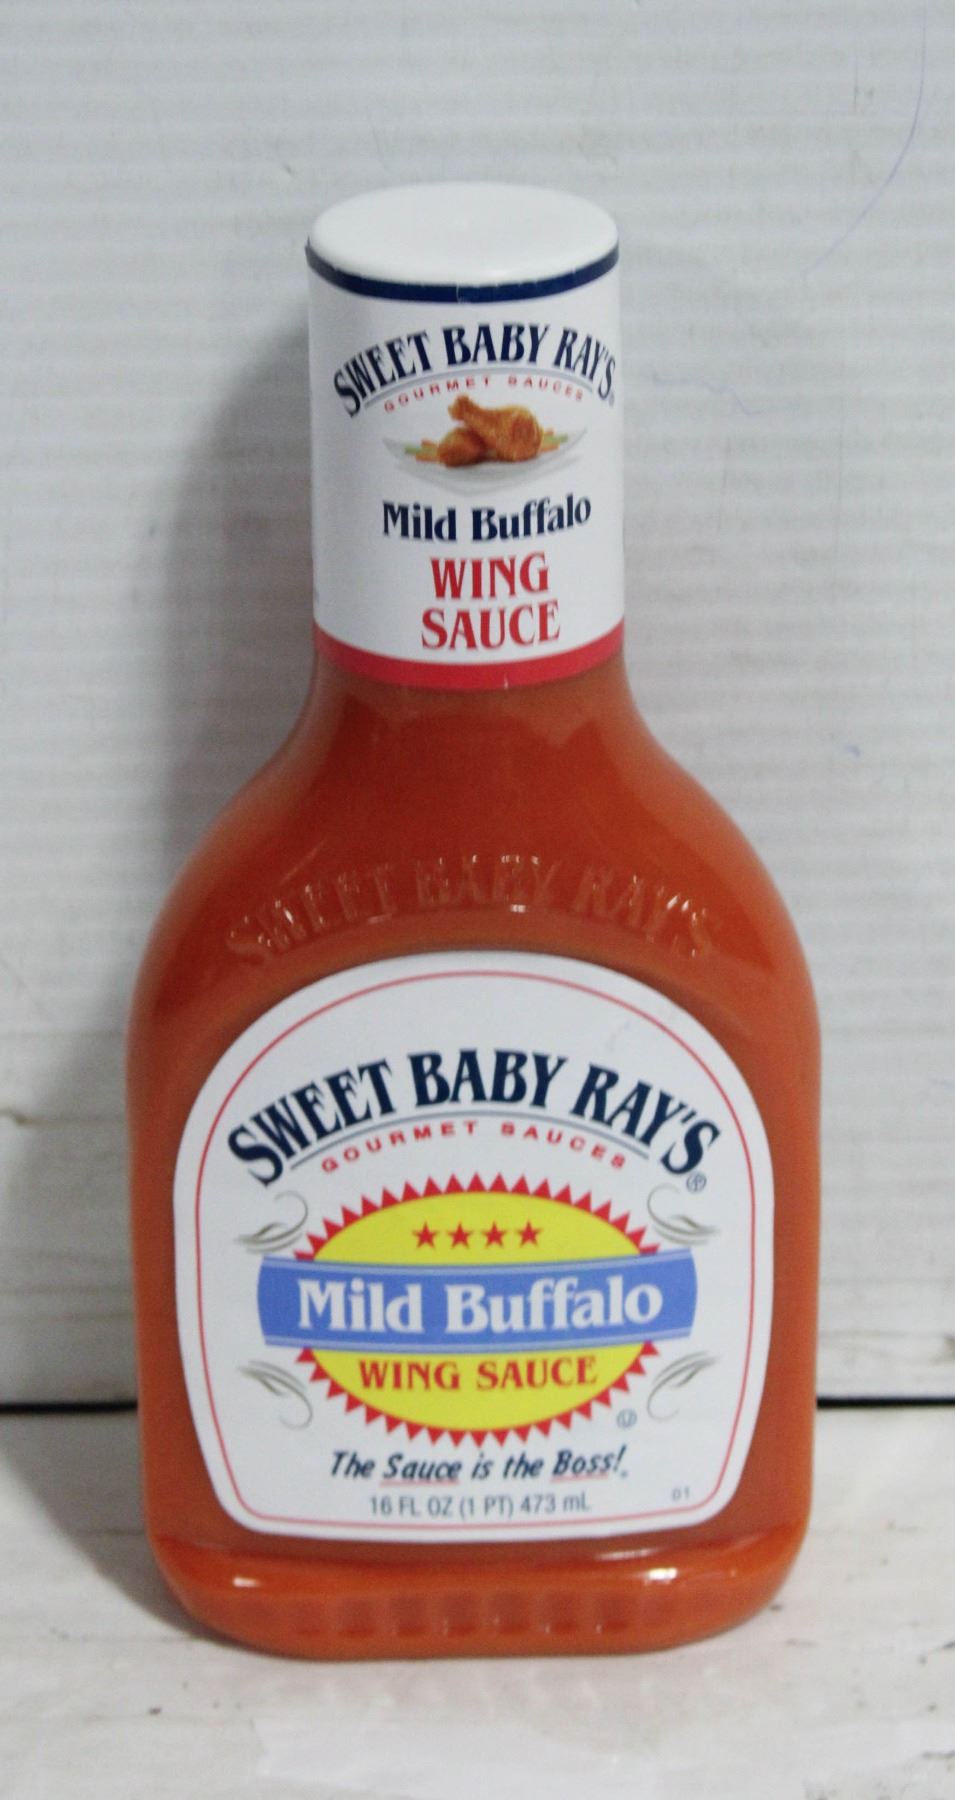 SWEET BABY RAY'S®
GOURMET SAUCES
Mild Buffalo
WING
SAUCE
SWEET BABY RAY'S
SWEET BABY RAY'S®
GOURMET SAUCES
Mild Buffalo
WING SAUCE
The Sauce is the Boss!
16 FL OZ (1 PT) 473 mL
01